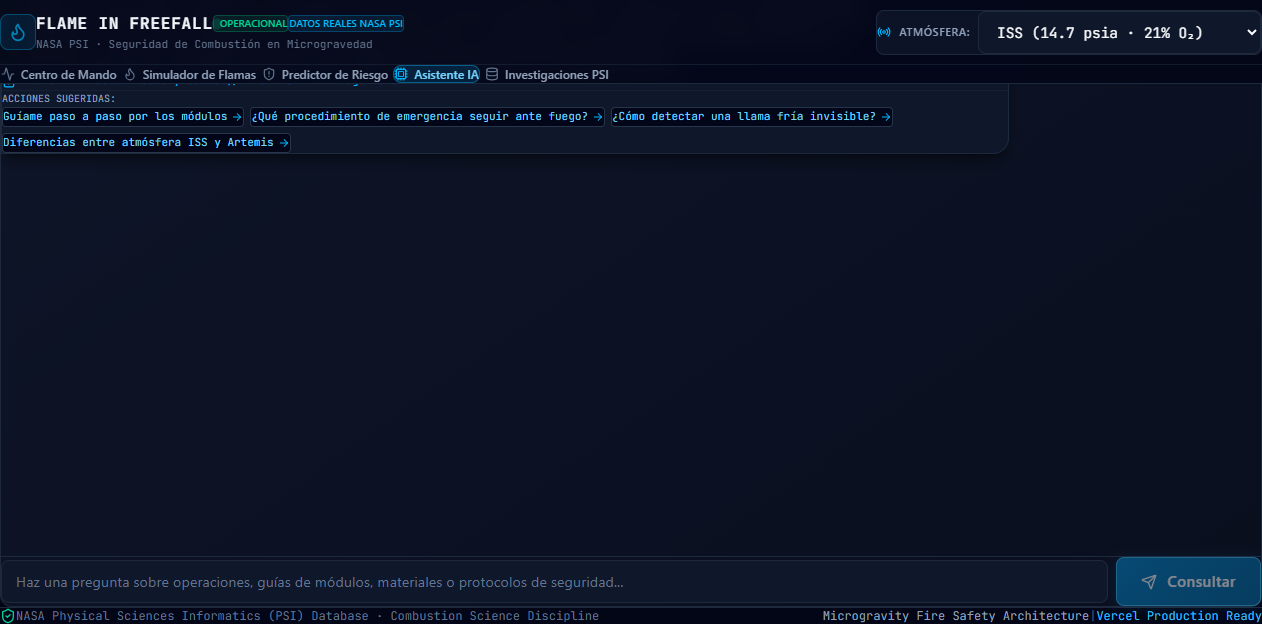 FLAME IN FREEFALL
OPERACIONAL
DATOS REALES NASA PSI
NASA PSI · Seguridad de Combustión en Microgravedad
ATMÓSFERA:
ISS (14.7 psia · 21% O₂)
Centro de Mando
Simulador de Flamas
Predictor de Riesgo
Asistente IA
Investigaciones PSI
ACCIONES SUGERIDAS:
Guíame paso a paso por los módulos →
¿Qué procedimiento de emergencia seguir ante fuego? →
¿Cómo detectar una llama fría invisible? →
Diferencias entre atmósfera ISS y Artemis →
Haz una pregunta sobre operaciones, guías de módulos, materiales o protocolos de seguridad...
Consultar
NASA Physical Sciences Informatics (PSI) Database · Combustion Science Discipline
Microgravity Fire Safety Architecture|Vercel Production Ready